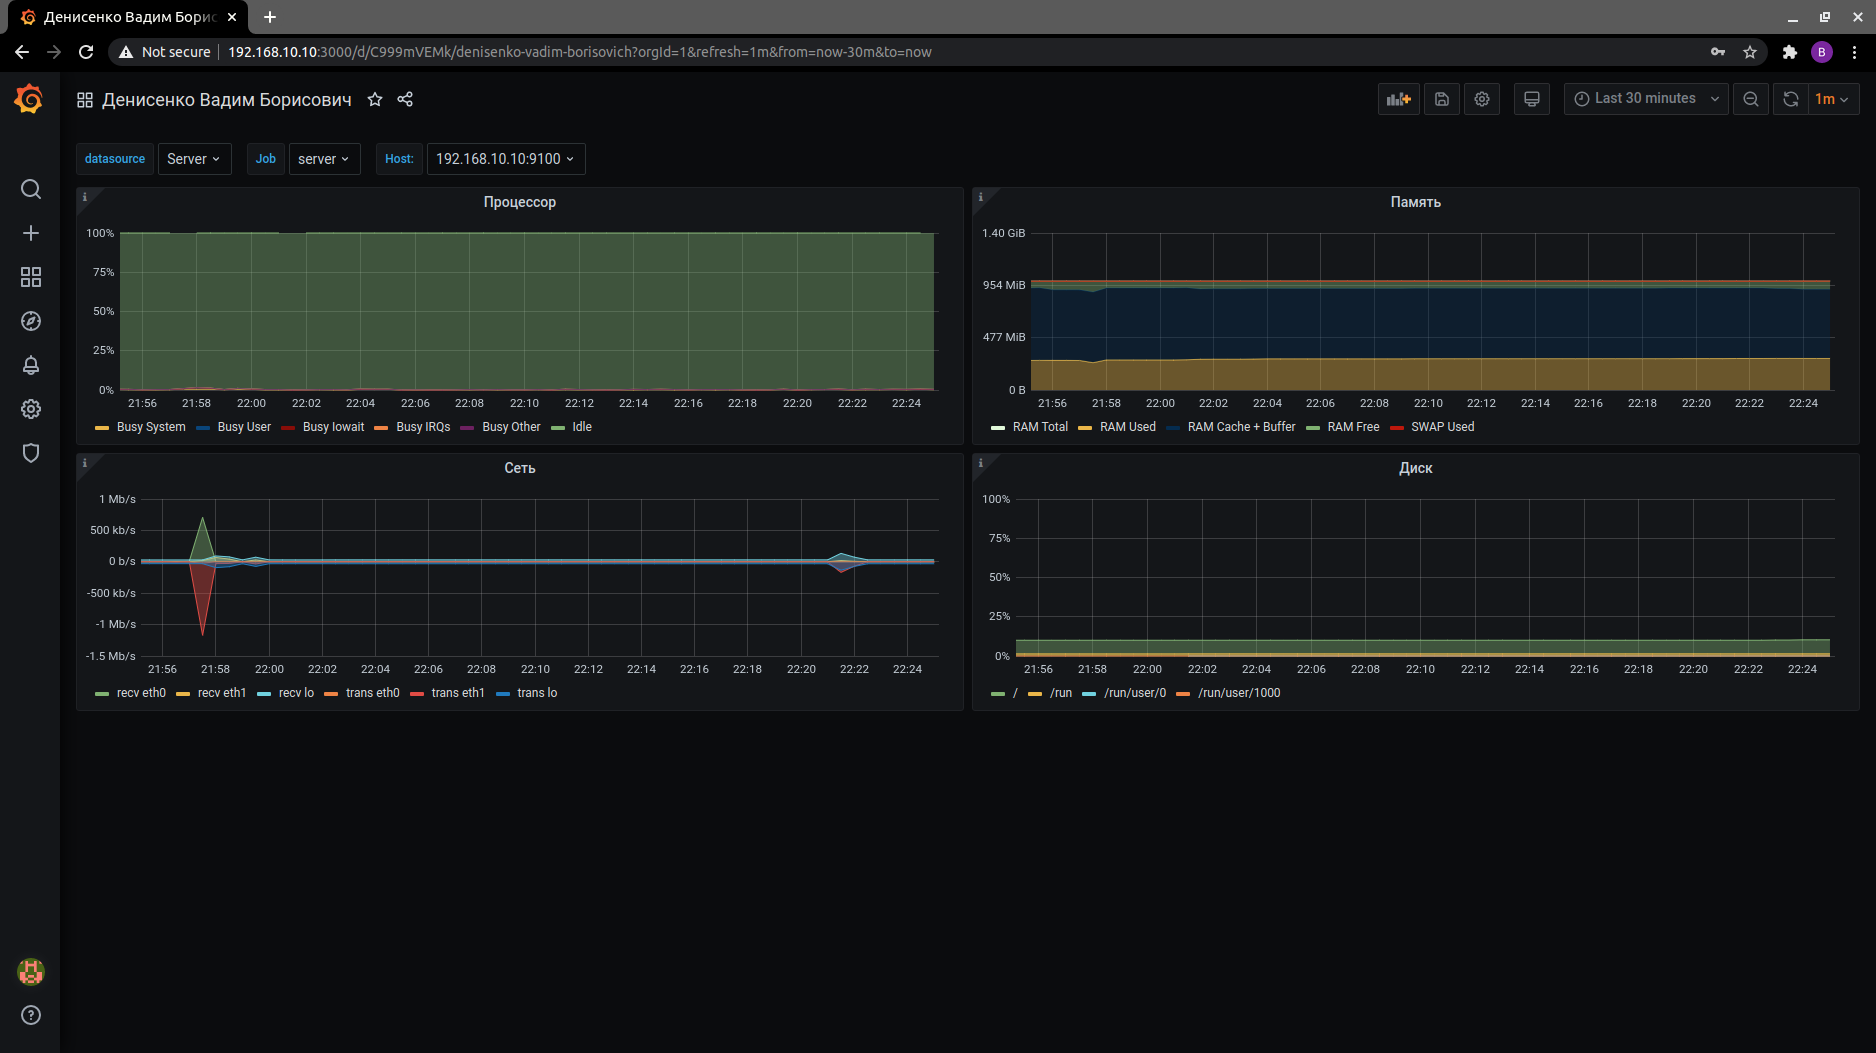 Денисенко Вадим Борис
Not secure 192.168.10.10:3000/d/C999mVEMk/denisenko-vadim-borisovich?orgId=1&refresh=1m&from=now-30m&to=now
B
Денисенко Вадим Борисович
Last 30 minutes 1m
datasource Server Job server Host: 192.168.10.10:9100
Процессор
100%
75%
50%
25%
0%
21:56 21:58 22:00 22:02 22:04 22:06 22:08 22:10 22:12 22:14 22:16 22:18 22:20 22:22 22:24
Busy System Busy User Busy Iowait Busy IRQs Busy Other Idle
Память
1.40 GiB
954 MiB
477 MiB
0 B
21:56 21:58 22:00 22:02 22:04 22:06 22:08 22:10 22:12 22:14 22:16 22:18 22:20 22:22 22:24
RAM Total RAM Used RAM Cache + Buffer RAM Free SWAP Used
Сеть
1 Mb/s
500 kb/s
0 b/s
-500 kb/s
-1 Mb/s
-1.5 Mb/s
21:56 21:58 22:00 22:02 22:04 22:06 22:08 22:10 22:12 22:14 22:16 22:18 22:20 22:22 22:24
recv eth0 recv eth1 recv lo trans eth0 trans eth1 trans lo
Диск
100%
75%
50%
25%
0%
21:56 21:58 22:00 22:02 22:04 22:06 22:08 22:10 22:12 22:14 22:16 22:18 22:20 22:22 22:24
/ /run /run/user/0 /run/user/1000